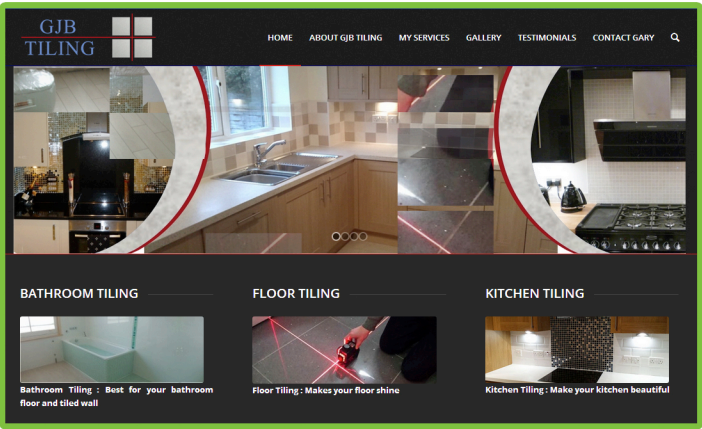 GJB
TILING
HOME ABOUT GJB TILING MY SERVICES GALLERY TESTIMONIALS CONTACT GARY
BATHROOM TILING
Bathroom Tiling : Best for your bathroom
floor and tiled wall
FLOOR TILING
Floor Tiling : Makes your floor shine
KITCHEN TILING
Kitchen Tiling : Make your kitchen beautiful